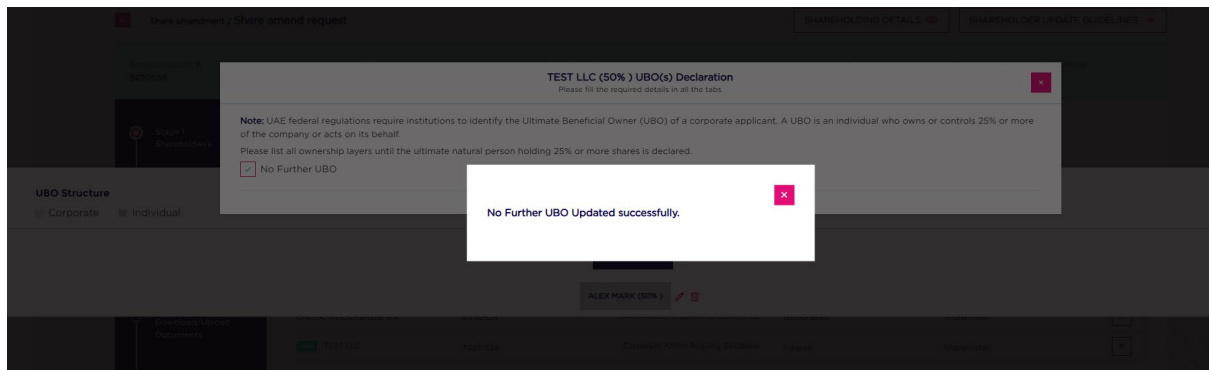 Share amendment / Share amend request
SHAREHOLDING DETAILS
SHAREHOLDER UPDATE GUIDELINES
TEST LLC (50% ) UBO(s) Declaration
Please fill the required details in all the tabs
Note: UAE federal regulations require institutions to identify the Ultimate Beneficial Owner (UBO) of a corporate applicant. A UBO is an individual who owns or controls 25% or more
of the company or acts on its behalf.
Please list all ownership layers until the ultimate natural person holding 25% or more shares is declared.
No Further UBO
Stage 1
Shareholders
UBO Structure
Corporate
Individual
No Further UBO Updated successfully.
ALEX MARK (50% )
Download/Upload
Documents
TEST LLC
Shareholder